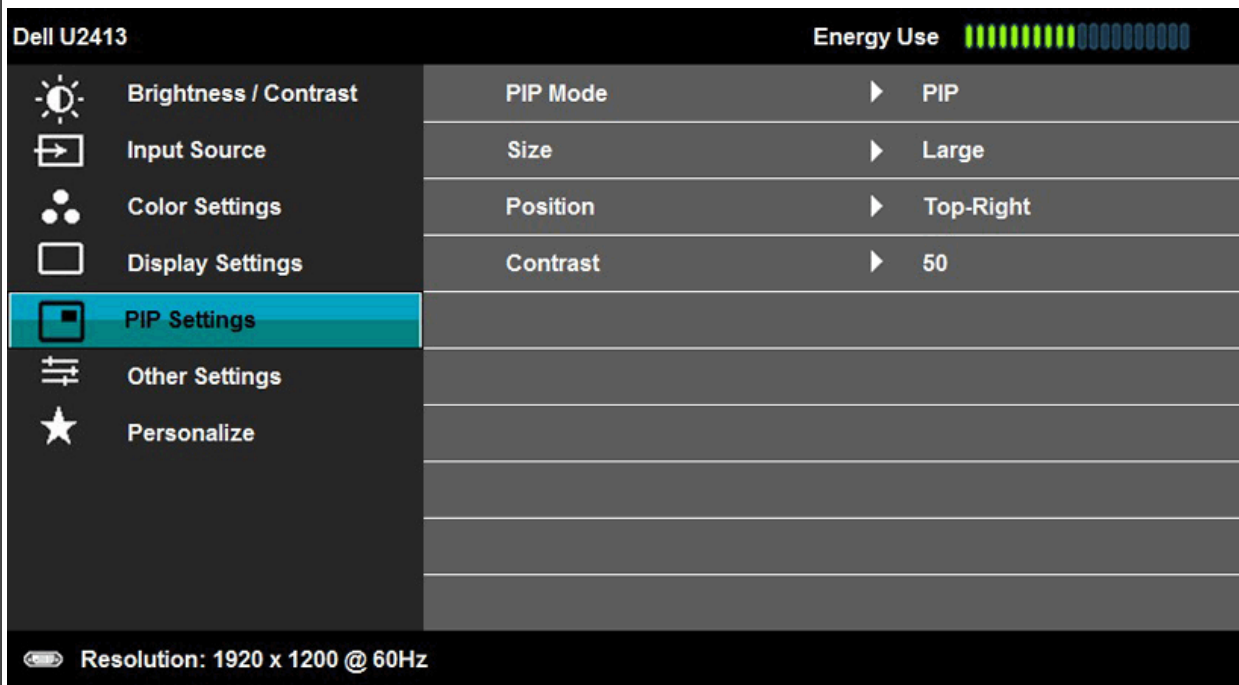 Dell U2413 Energy Use
Brightness / Contrast PIP Mode PIP
Input Source Size Large
Color Settings Position Top-Right
Display Settings Contrast 50
PIP Settings
Other Settings
Personalize
Resolution: 1920 x 1200 @ 60Hz